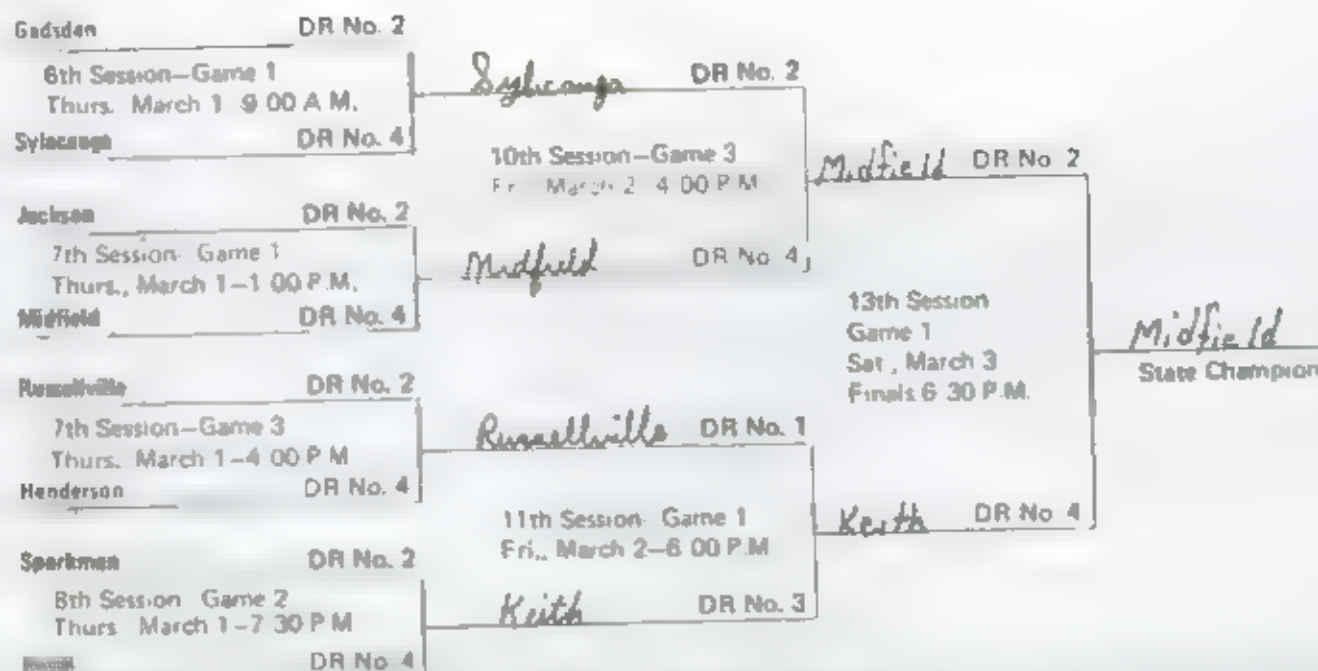 Gadsden DR No. 2
6th Session—Game 1
Thurs. March 1 9 00 A M.
Sylacauga DR No. 4
Sylacauga DR No. 2
10th Session—Game 3
Fri March 2 4 00 P M
Jackson DR No. 2
7th Session Game 1
Thurs., March 1—1 00 P.M.
Midfield DR No. 4
Midfield DR No 4
Midfield DR No 2
13th Session
Game 1
Sat, March 3
Finals 6 30 P.M.
Midfield
State Champion
Russellville DR No. 2
7th Session—Game 3
Thurs. March 1—4 00 P M
Henderson DR No. 4
Russellville DR No. 1
11th Session Game 1
Fri., March 2—6 00 P.M
Keith DR No 4
Sparkman DR No. 2
8th Session Game 2
Thurs March 1—7 30 P M
DR No 4
Keith DR No. 3